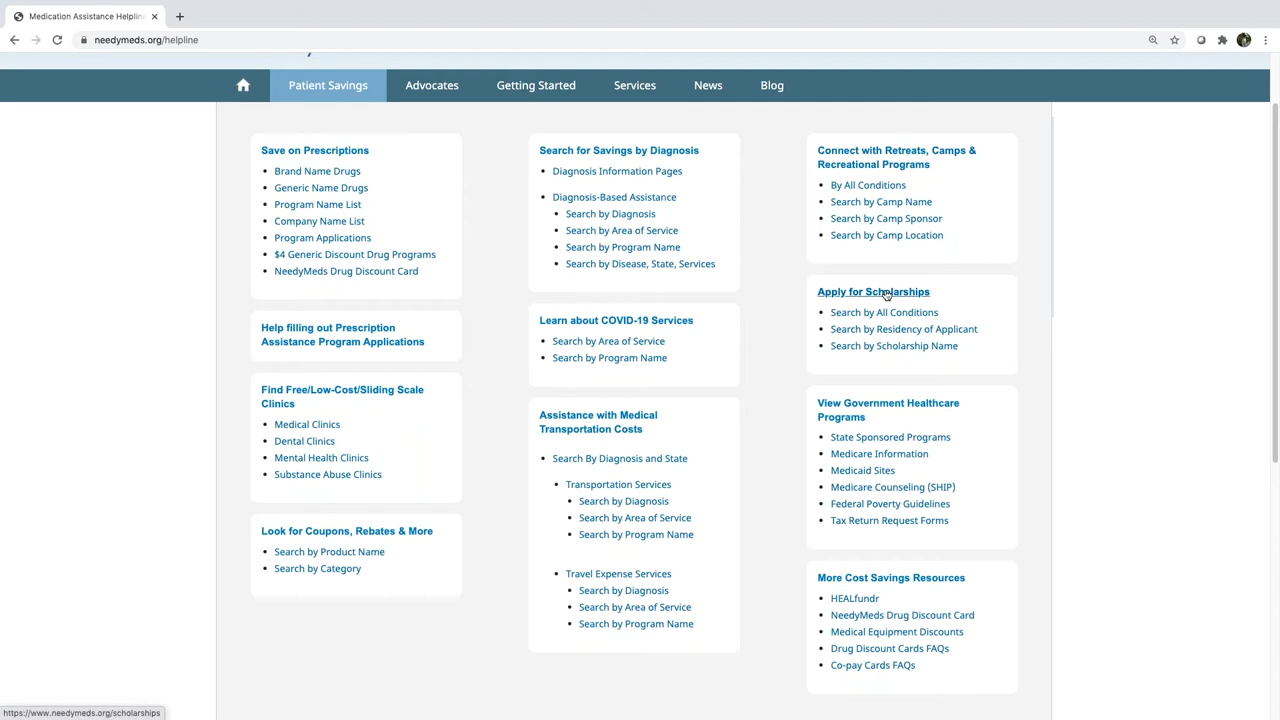 Medication Assistance Helpline
needymeds.org/helpline
Patient Savings
Advocates
Getting Started
Services
News
Blog
Save on Prescriptions
Brand Name Drugs
Generic Name Drugs
Program Name List
Company Name List
Program Applications
$4 Generic Discount Drug Programs
NeedyMeds Drug Discount Card
Help filling out Prescription
Assistance Program Applications
Find Free/Low-Cost/Sliding Scale
Clinics
Medical Clinics
Dental Clinics
Mental Health Clinics
Substance Abuse Clinics
Look for Coupons, Rebates & More
Search by Product Name
Search by Category
Search for Savings by Diagnosis
Diagnosis Information Pages
Diagnosis-Based Assistance
Search by Diagnosis
Search by Area of Service
Search by Program Name
Search by Disease, State, Services
Learn about COVID-19 Services
Search by Area of Service
Search by Program Name
Assistance with Medical
Transportation Costs
Search By Diagnosis and State
Transportation Services
Search by Diagnosis
Search by Area of Service
Search by Program Name
Travel Expense Services
Search by Diagnosis
Search by Area of Service
Search by Program Name
Connect with Retreats, Camps &
Recreational Programs
By All Conditions
Search by Camp Name
Search by Camp Sponsor
Search by Camp Location
Apply for Scholarships
Search by All Conditions
Search by Residency of Applicant
Search by Scholarship Name
View Government Healthcare
Programs
State Sponsored Programs
Medicare Information
Medicaid Sites
Medicare Counseling (SHIP)
Federal Poverty Guidelines
Tax Return Request Forms
More Cost Savings Resources
HEALfundr
NeedyMeds Drug Discount Card
Medical Equipment Discounts
Drug Discount Cards FAQs
Co-pay Cards FAQs
https://www.needymeds.org/scholarships